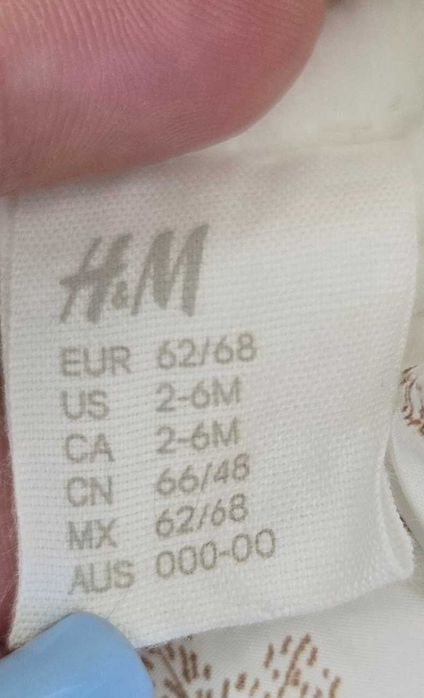 H&M
EUR 62/68
US 2-6M
CA 2-6M
CN 66/48
MX 62/68
AUS 000-00